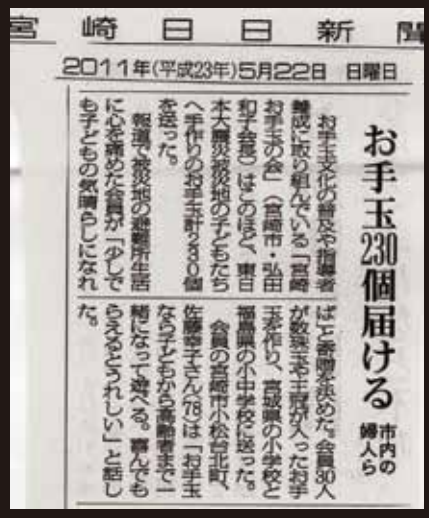 宮崎日日新聞
2011年(平成23年)5月22日 日曜日
お手玉230個届ける
市内の
婦人ら
お手玉文化の普及や指導者
養成に取り組んでいる「宮崎
お手玉の会」（宮崎市・弘田
和子会長）はこのほど、東日
本大震災被災地の子どもたち
へ手作りのお手玉計230個
を送った。
報道で被災地の避難所生活
に心を痛めた会員が「少しで
も子どもの気晴らしになれ
ば」と寄贈を決めた。会員30人
が数珠玉や王冠が入ったお手
玉を作り、宮城県の小学校と
福島県の小中学校に送った。
会員の宮崎市小松台北町、
佐藤幸子さん(78)は「お手玉
なら子どもから高齢者まで一
緒になって遊べる。喜んでも
らえるとうれしい」と話し
た。